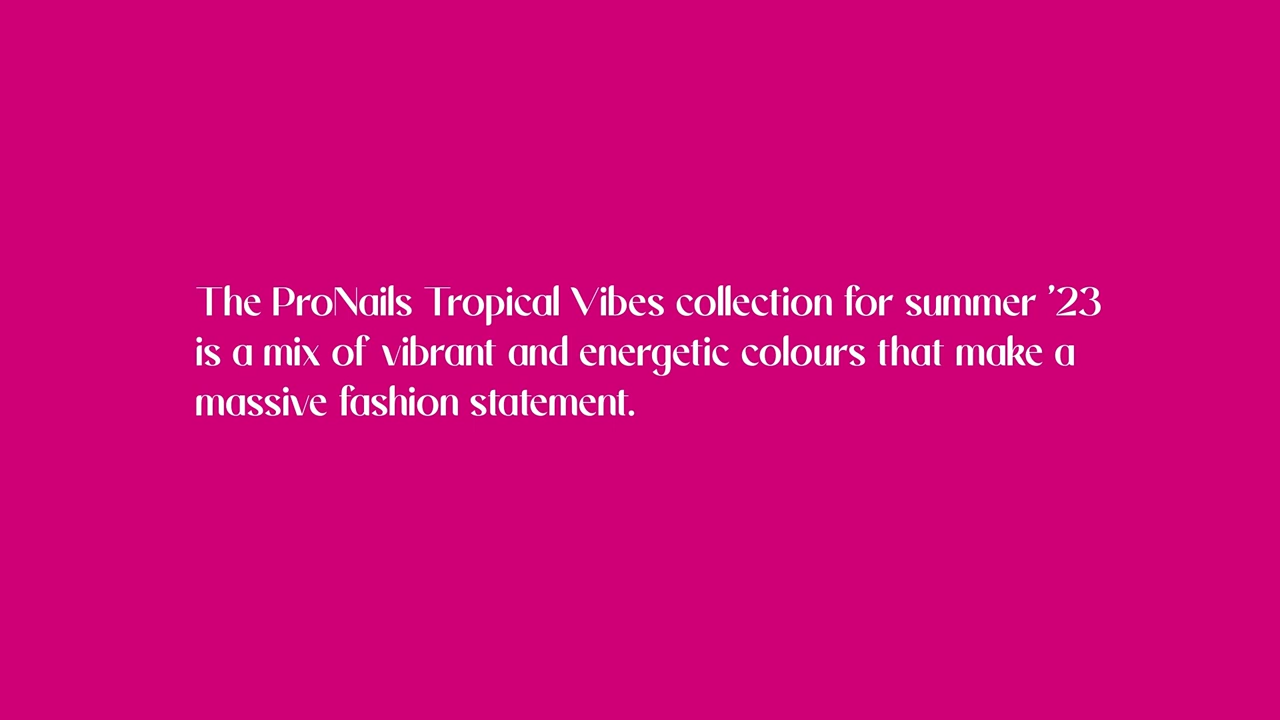 The ProNails Tropical Vibes collection for summer ’23
is a mix of vibrant and energetic colours that make a
massive fashion statement.